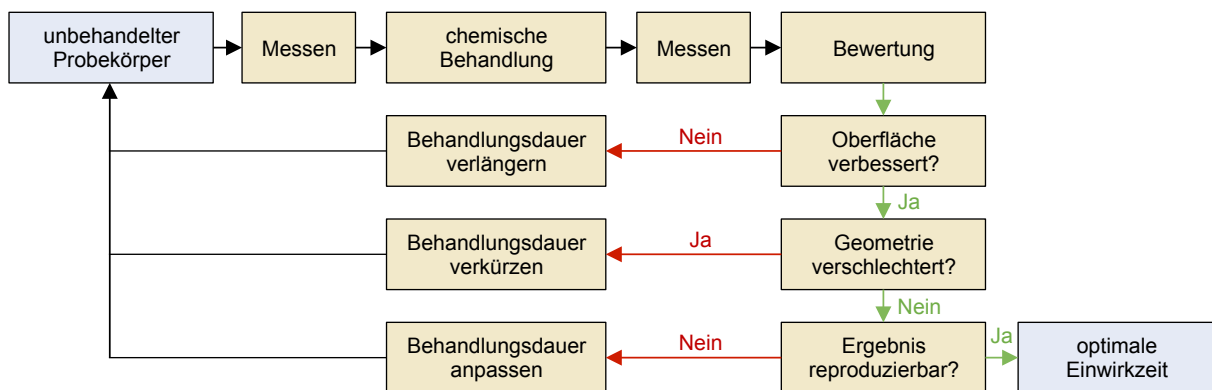 unbehandelter
Probekörper
Messen
chemische
Behandlung
Messen
Bewertung
Behandlungsdauer
verlängern
Nein
Oberfläche
verbessert?
Ja
Behandlungsdauer
verkürzen
Ja
Geometrie
verschlechtert?
Nein
Behandlungsdauer
anpassen
Nein
Ergebnis
reproduzierbar?
Ja
optimale
Einwirkzeit